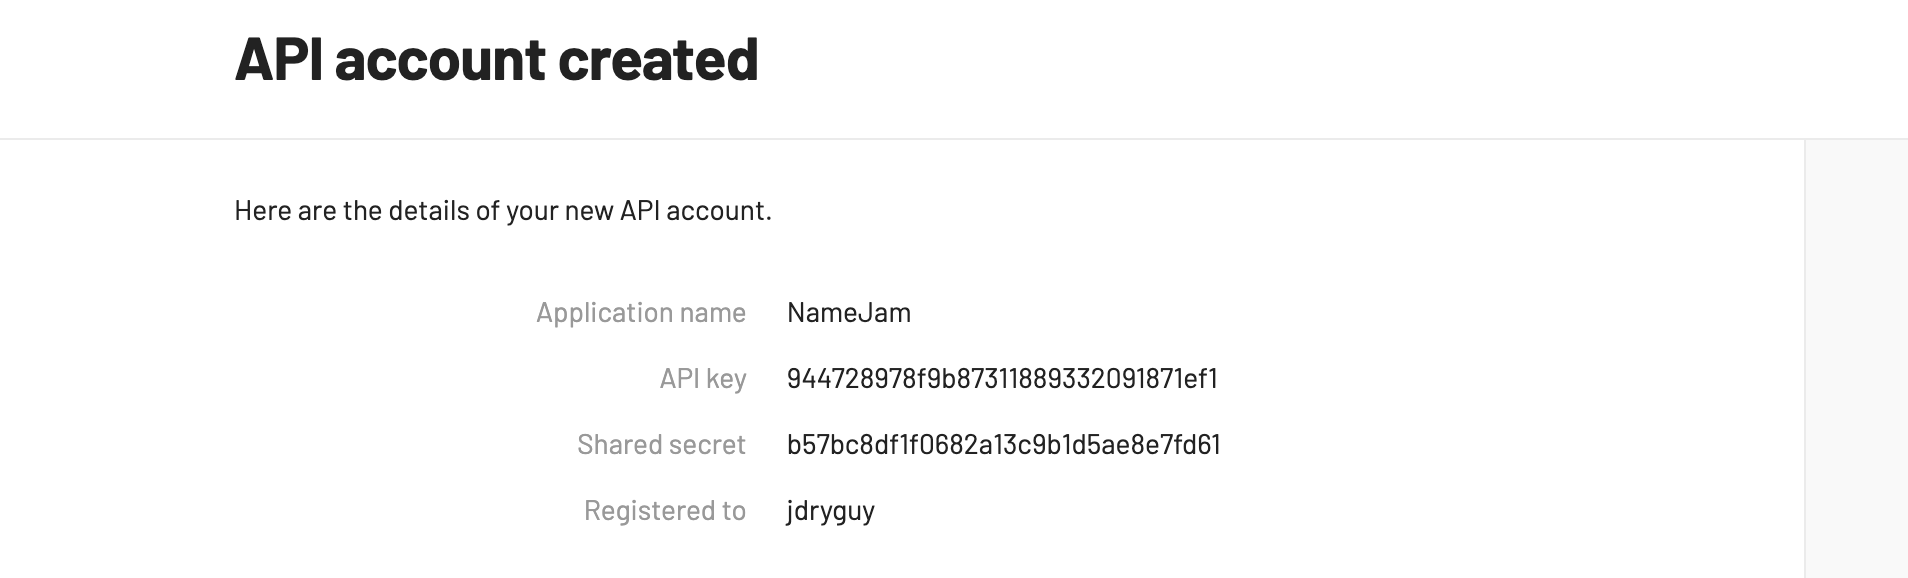 API account created
Here are the details of your new API account.
Application name NameJam
API key 944728978f9b87311889332091871ef1
Shared secret b57bc8df1f0682a13c9b1d5ae8e7fd61
Registered to jdryguy